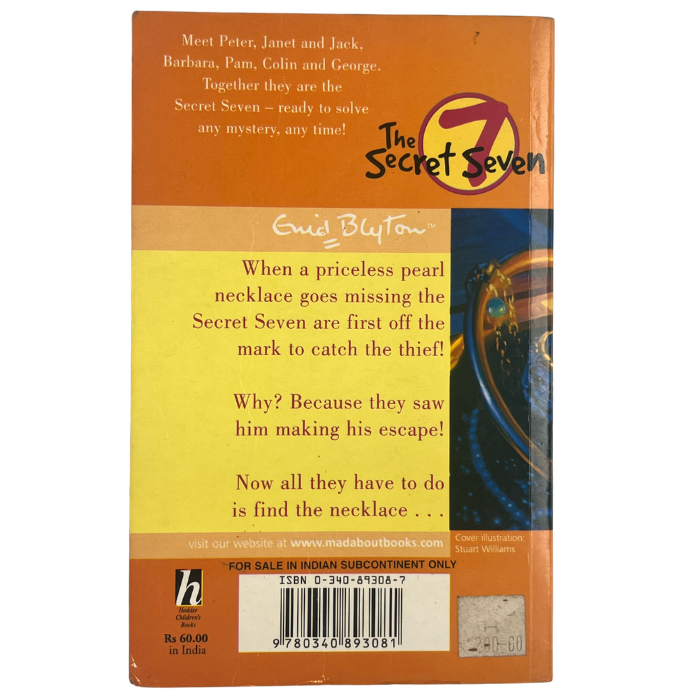 Meet Peter, Janet and Jack,
Barbara, Pam, Colin and George.
Together they are the
Secret Seven – ready to solve
any mystery, any time!
7
The
Secret Seven
Enid Blyton™
When a priceless pearl
necklace goes missing the
Secret Seven are first off the
mark to catch the thief!
Why? Because they saw
him making his escape!
Now all they have to do
is find the necklace . . .
visit our website at www.madaboutbooks.com
Cover illustration:
Stuart Williams
FOR SALE IN INDIAN SUBCONTINENT ONLY
ISBN 0-340-89308-7
9 780340 893081
h
Hodder
Children's
Books
Rs 60.00
in India